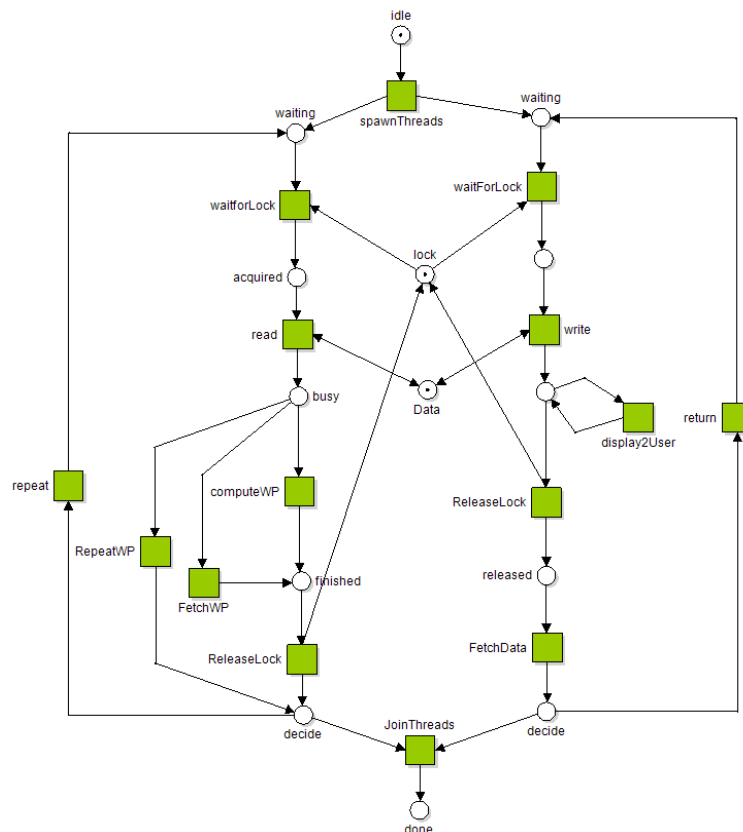 idle
spawnThreads
waiting
waiting
waitforLock
waitForLock
lock
acquired
read
write
busy
Data
display2User
return
repeat
computeWP
ReleaseLock
RepeatWP
FetchWP
finished
released
ReleaseLock
FetchData
decide
JoinThreads
decide
done